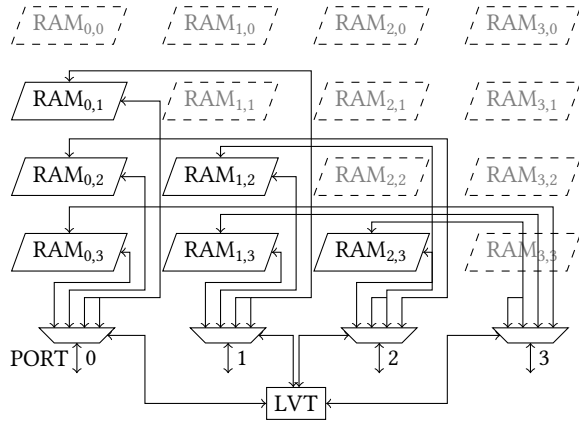 RAM0,0 RAM1,0 RAM2,0 RAM3,0
RAM0,1 RAM1,1 RAM2,1 RAM3,1
RAM0,2 RAM1,2 RAM2,2 RAM3,2
RAM0,3 RAM1,3 RAM2,3 RAM3,3
PORT 0 1 2 3
LVT